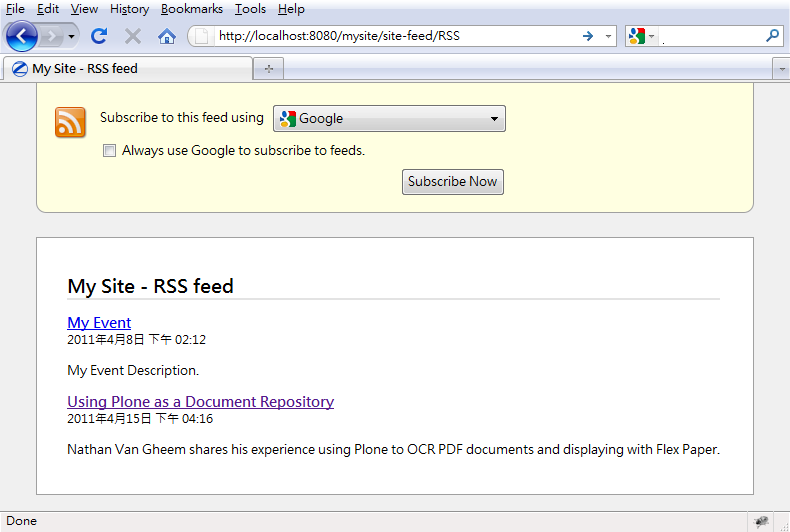 File Edit View History Bookmarks Tools Help
http://localhost:8080/mysite/site-feed/RSS
My Site - RSS feed
Subscribe to this feed using Google
Always use Google to subscribe to feeds.
Subscribe Now
My Site - RSS feed
My Event
2011年4月8日 下午 02:12
My Event Description.
Using Plone as a Document Repository
2011年4月15日 下午 04:16
Nathan Van Gheem shares his experience using Plone to OCR PDF documents and displaying with Flex Paper.
Done